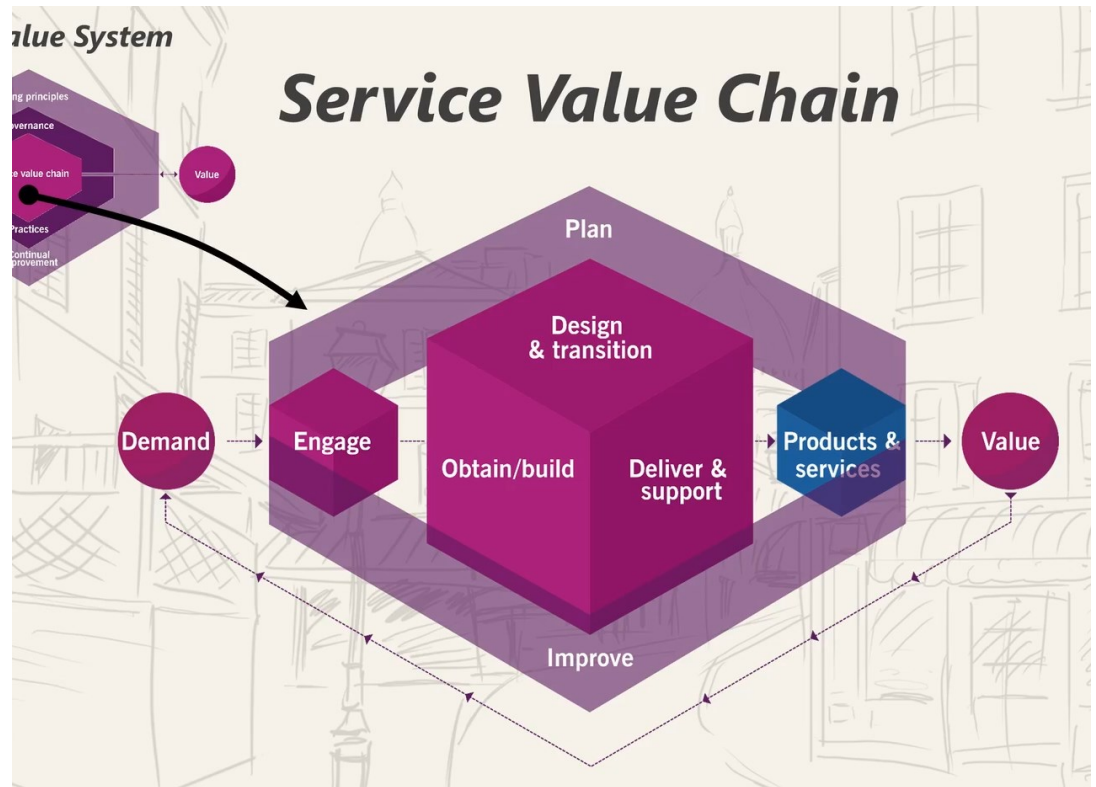 alue System
Service Value Chain
ng principles
overnance
e value chain
Practices
Continual
provement
Value
Plan
Design
& transition
Demand
Engage
Obtain/build
Deliver &
support
Products &
services
Value
Improve